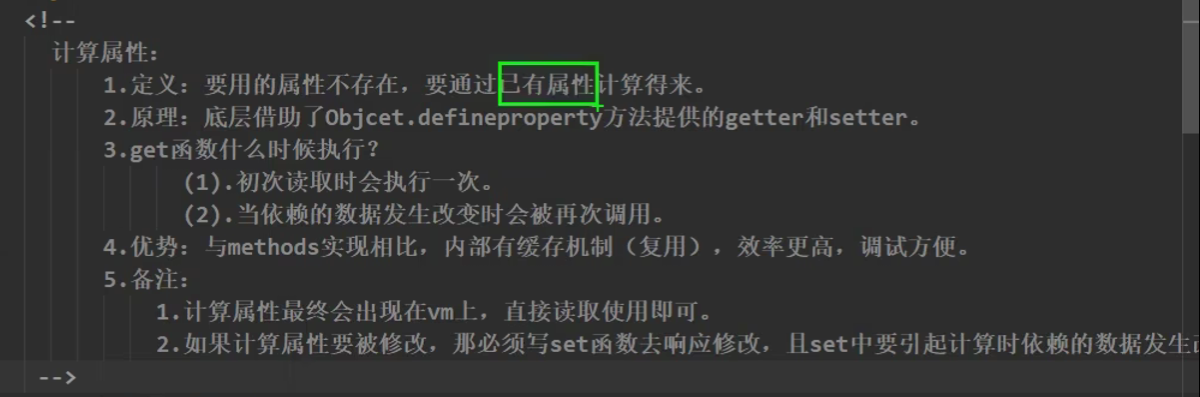 <!--
计算属性:
1.定义: 要用的属性不存在, 要通过已有属性计算得来。
2.原理: 底层借助了Objcet.defineproperty方法提供的getter和setter。
3.get函数什么时候执行?
(1).初次读取时会执行一次。
(2).当依赖的数据发生改变时会被再次调用。
4.优势: 与methods实现相比, 内部有缓存机制（复用）, 效率更高, 调试方便。
5.备注:
1.计算属性最终会出现在vm上, 直接读取使用即可。
2.如果计算属性要被修改, 那必须写set函数去响应修改, 且set中要引起计算时依赖的数据发生
-->